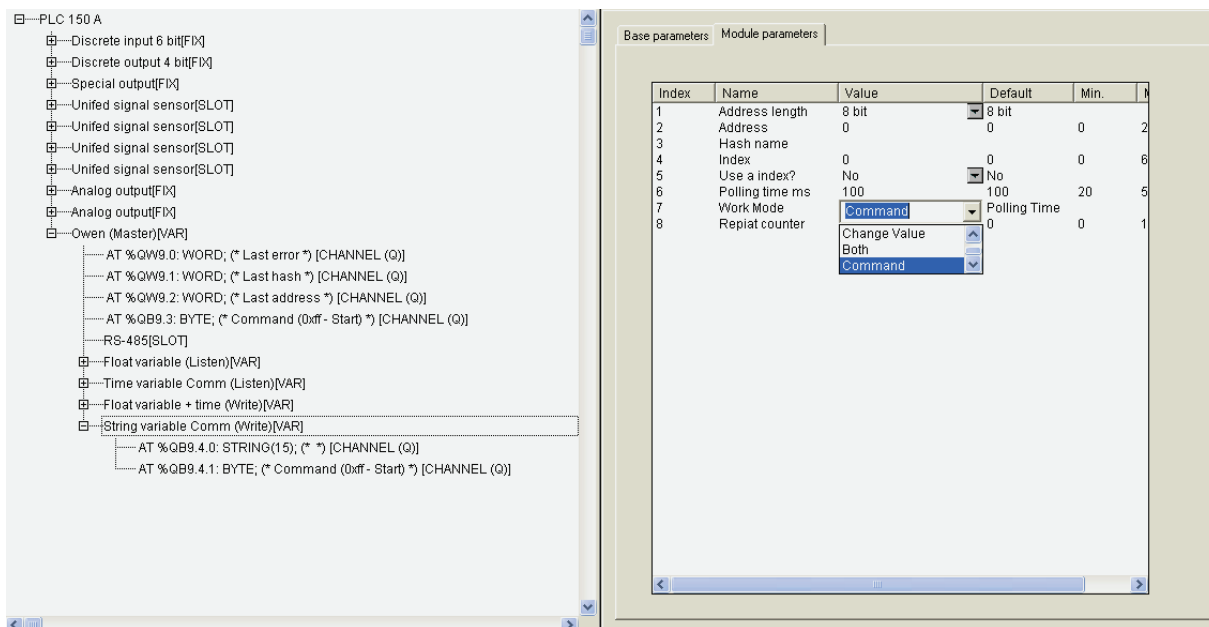 PLC 150 A
Discrete input 6 bit[FIX]
Discrete output 4 bit[FIX]
Special output[FIX]
Unifed signal sensor[SLOT]
Unifed signal sensor[SLOT]
Unifed signal sensor[SLOT]
Unifed signal sensor[SLOT]
Analog output[FIX]
Analog output[FIX]
Owen (Master)[VAR]
AT %QW9.0: WORD; (* Last error *) [CHANNEL (Q)]
AT %QW9.1: WORD; (* Last hash *) [CHANNEL (Q)]
AT %QW9.2: WORD; (* Last address *) [CHANNEL (Q)]
AT %QB9.3: BYTE; (* Command (0xff - Start) *) [CHANNEL (Q)]
RS-485[SLOT]
Float variable (Listen)[VAR]
Time variable Comm (Listen)[VAR]
Float variable + time (Write)[VAR]
String variable Comm (Write)[VAR]
AT %QB9.4.0: STRING(15); (* *) [CHANNEL (Q)]
AT %QB9.4.1: BYTE; (* Command (0xff - Start) *) [CHANNEL (Q)]
Base parameters Module parameters
Index Name Value Default Min.
1 Address length 8 bit 8 bit
2 Address 0 0 0 2
3 Hash name
4 Index 0 0 0 6
5 Use a index? No No
6 Polling time ms 100 100 20 5
7 Work Mode Command Polling Time
8 Repiat counter 0 0 1
Change Value
Both
Command